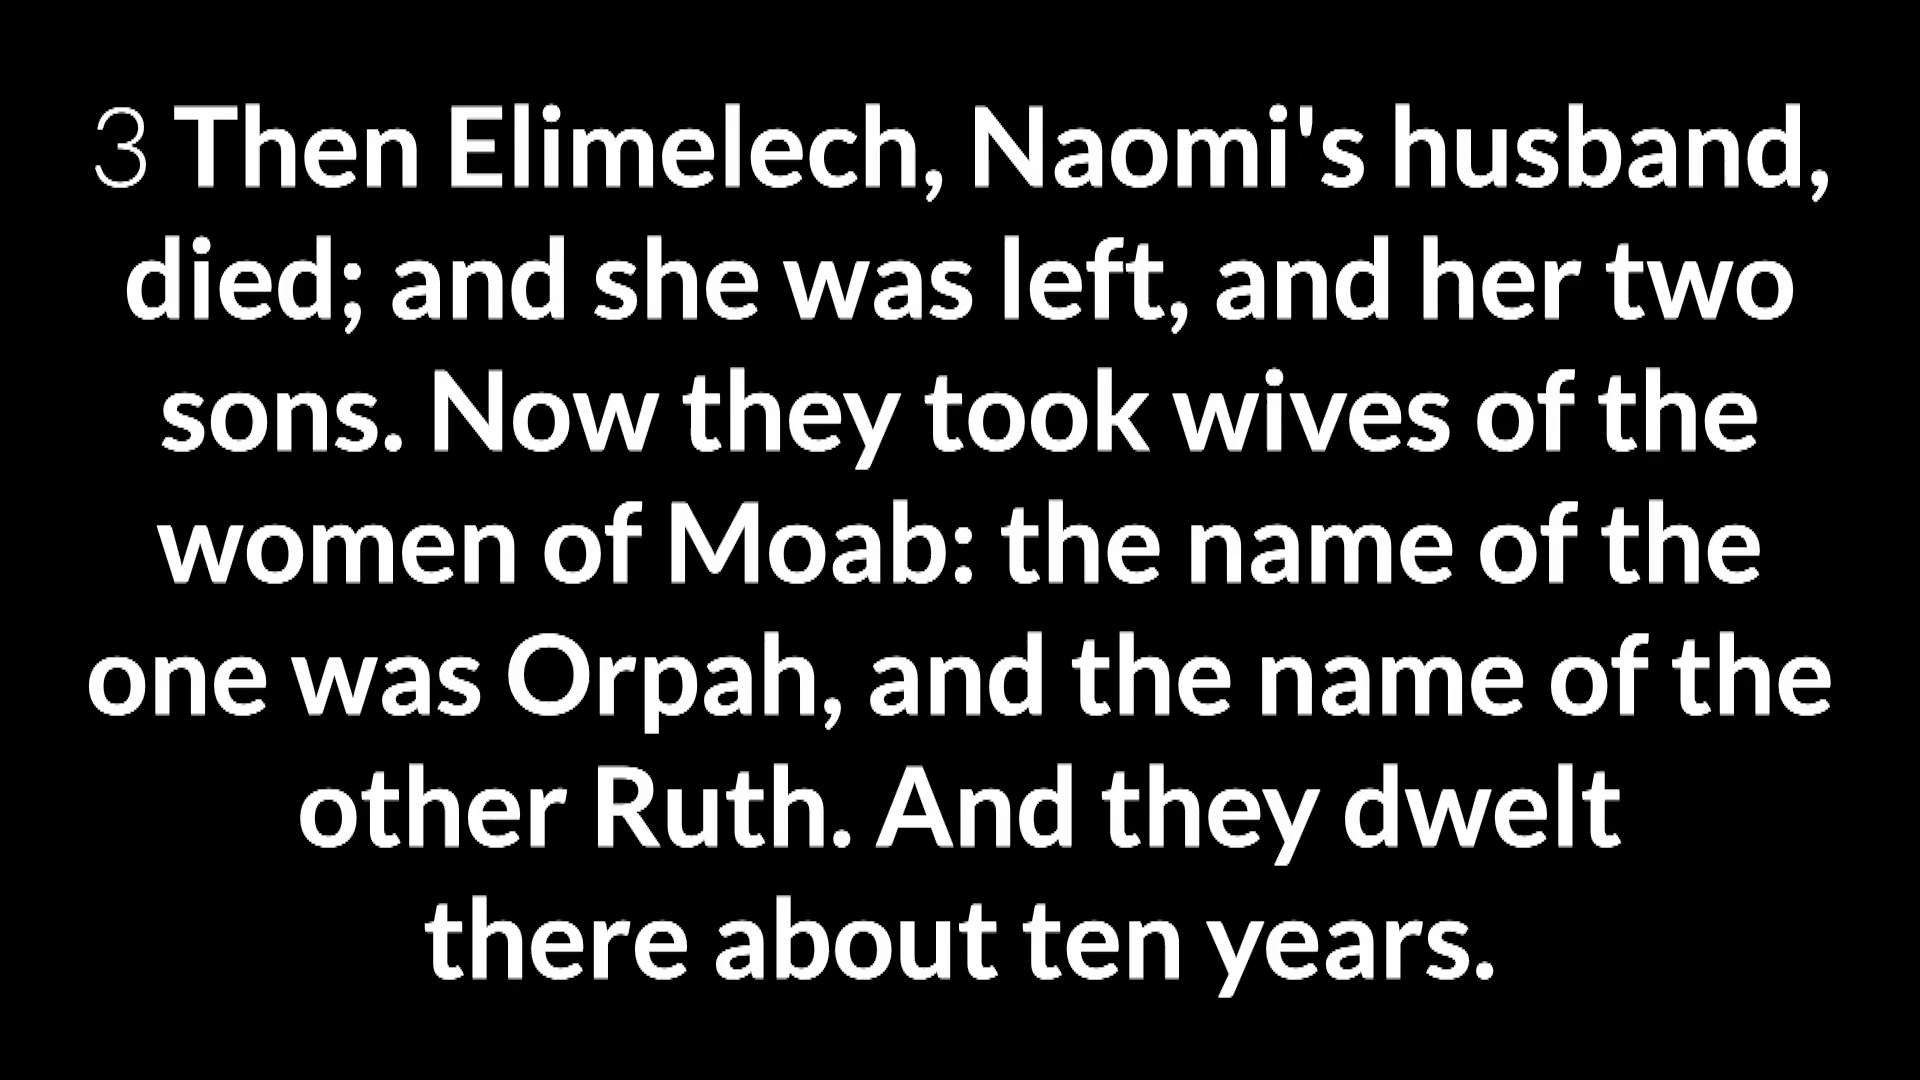 3 Then Elimelech, Naomi's husband,
died; and she was left, and her two
sons. Now they took wives of the
women of Moab: the name of the
one was Orpah, and the name of the
other Ruth. And they dwelt
there about ten years.